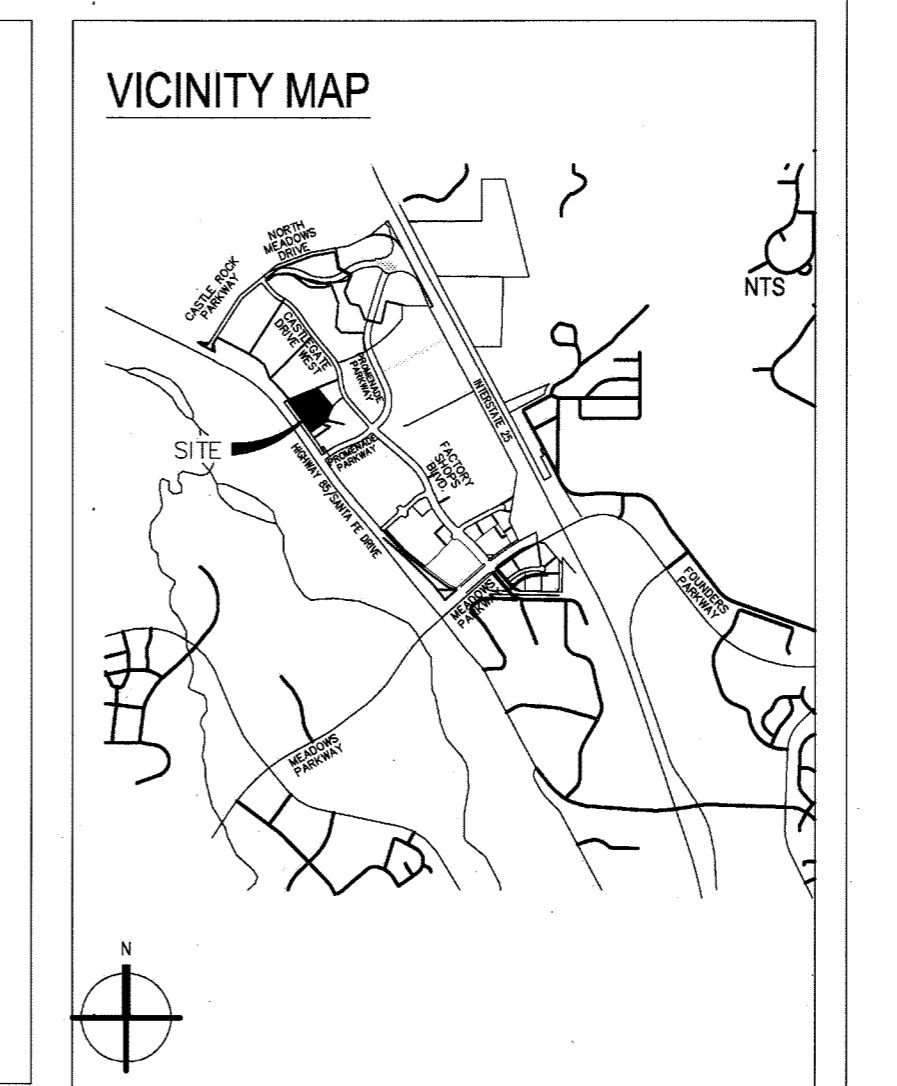 VICINITY MAP
NORTH
MEADOWS
DRIVE
CASTLE ROCK
PARKWAY
NTS
CASTLEGATE
DRIVE WEST
PROMENADE
PARKWAY
INTERSTATE 25
SITE
PROMENADE
PARKWAY
FACTORY
SHOPS
BLVD.
HIGHWAY 85/SANTA FE DRIVE
MEADOWS
PARKWAY
FOUNDERS
PARKWAY
MEADOWS
PARKWAY
N